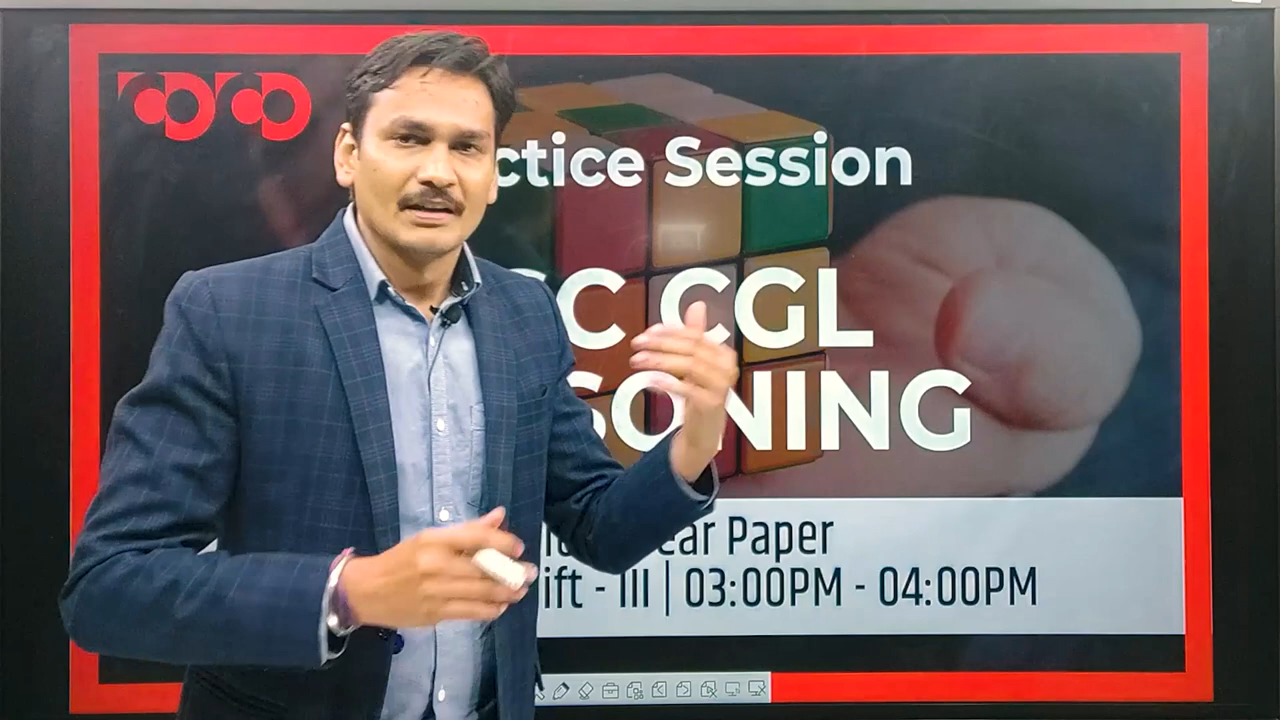 ctice Session
C CGL
SONING
ear Paper
ift - III | 03:00PM - 04:00PM